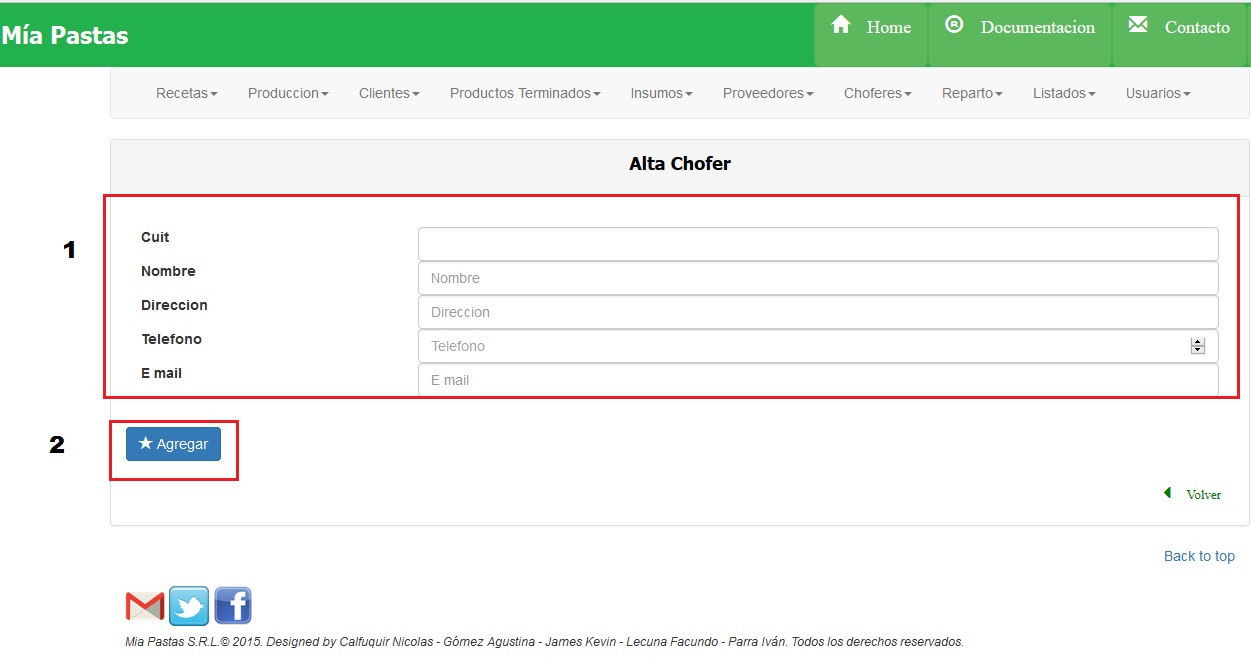 Mía Pastas
Home
® Documentacion
Contacto
Recetas Produccion Clientes Productos Terminados Insumos Proveedores Choferes Reparto Listados Usuarios
Alta Chofer
1
Cuit
Nombre Nombre
Direccion Direccion
Telefono Telefono
E mail E mail
2
Agregar
Volver
Back to top
Mia Pastas S.R.L.© 2015. Designed by Calfuquir Nicolas - Gómez Agustina - James Kevin - Lecuna Facundo - Parra Iván. Todos los derechos reservados.